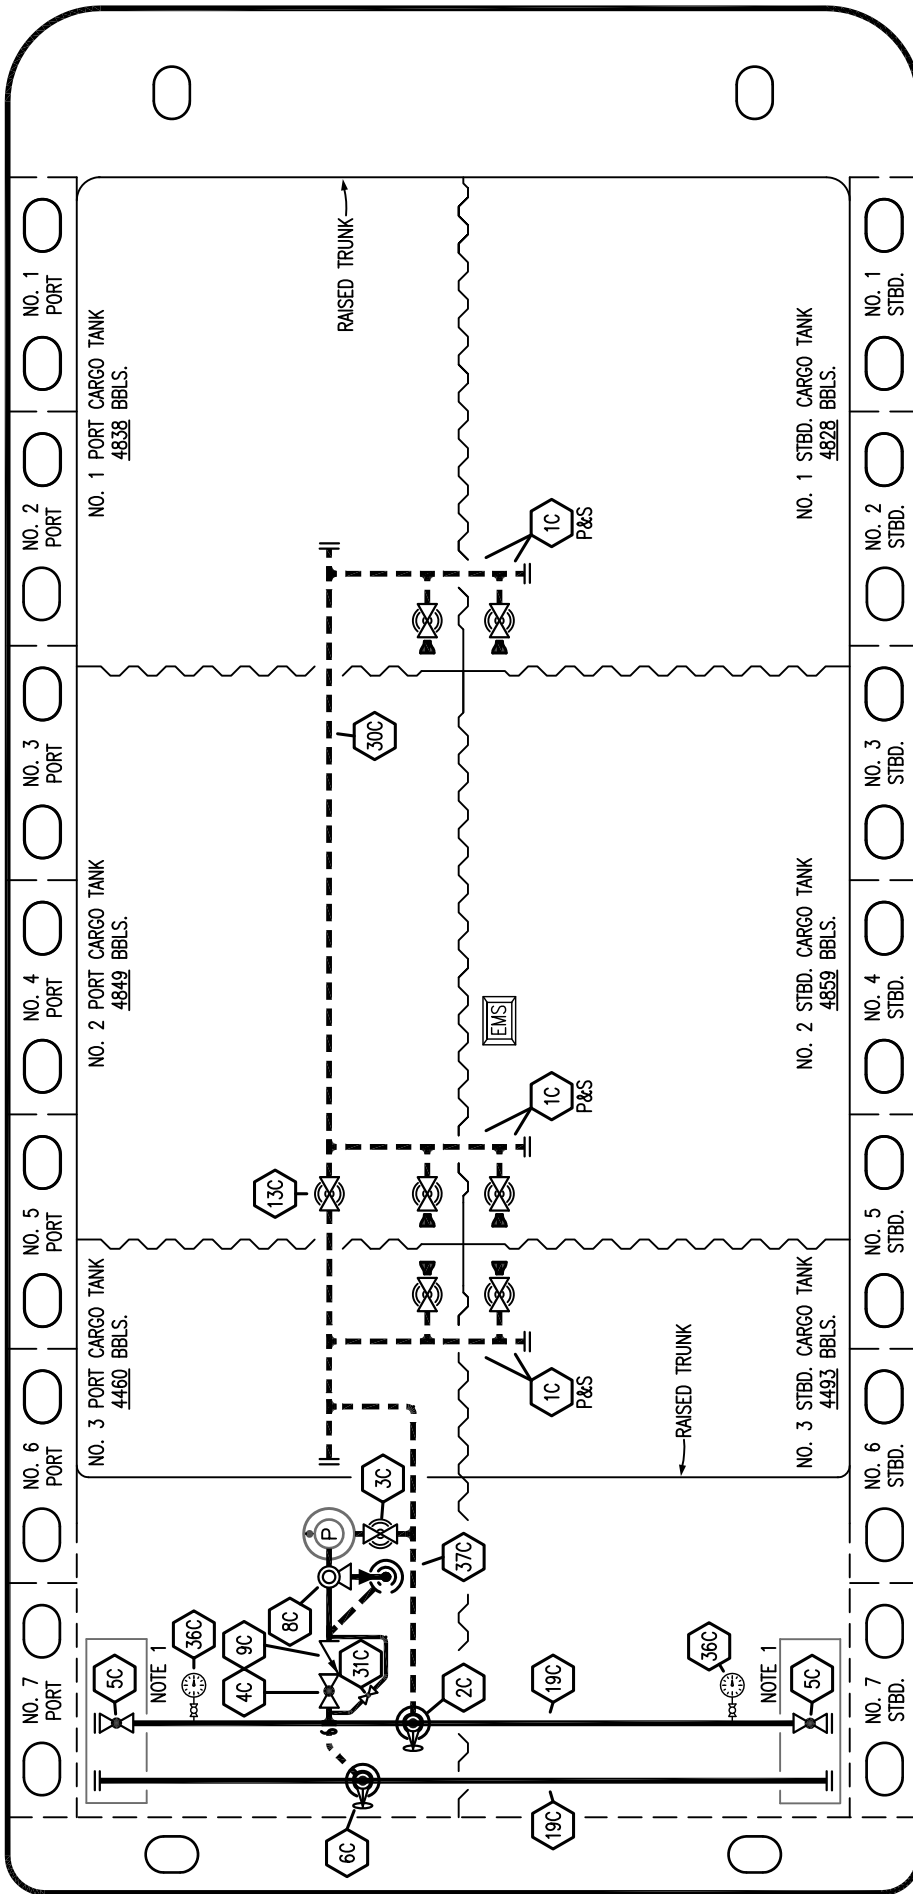 NO. 1
PORT
NO. 2
PORT
NO. 3
PORT
NO. 4
PORT
NO. 5
PORT
NO. 6
PORT
NO. 7
PORT
NO. 1 PORT CARGO TANK
4838 BBLS.
NO. 2 PORT CARGO TANK
4849 BBLS.
NO. 3 PORT CARGO TANK
4460 BBLS.
RAISED TRUNK
30C
13C
1C
P&S
1C
P&S
1C
P&S
EMS
RAISED TRUNK
P
3C
37C
8C
9C
4C
31C
2C
6C
5C
NOTE 1
36C
36C
NOTE 1
5C
19C
19C
NO. 1 STBD. CARGO TANK
4828 BBLS.
NO. 2 STBD. CARGO TANK
4859 BBLS.
NO. 3 STBD. CARGO TANK
4493 BBLS.
NO. 1
STBD.
NO. 2
STBD.
NO. 3
STBD.
NO. 4
STBD.
NO. 5
STBD.
NO. 6
STBD.
NO. 7
STBD.